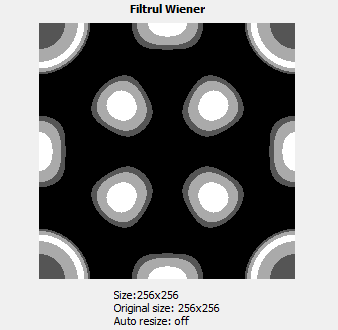 Filtrul Wiener
Size:256x256
Original size: 256x256
Auto resize: off